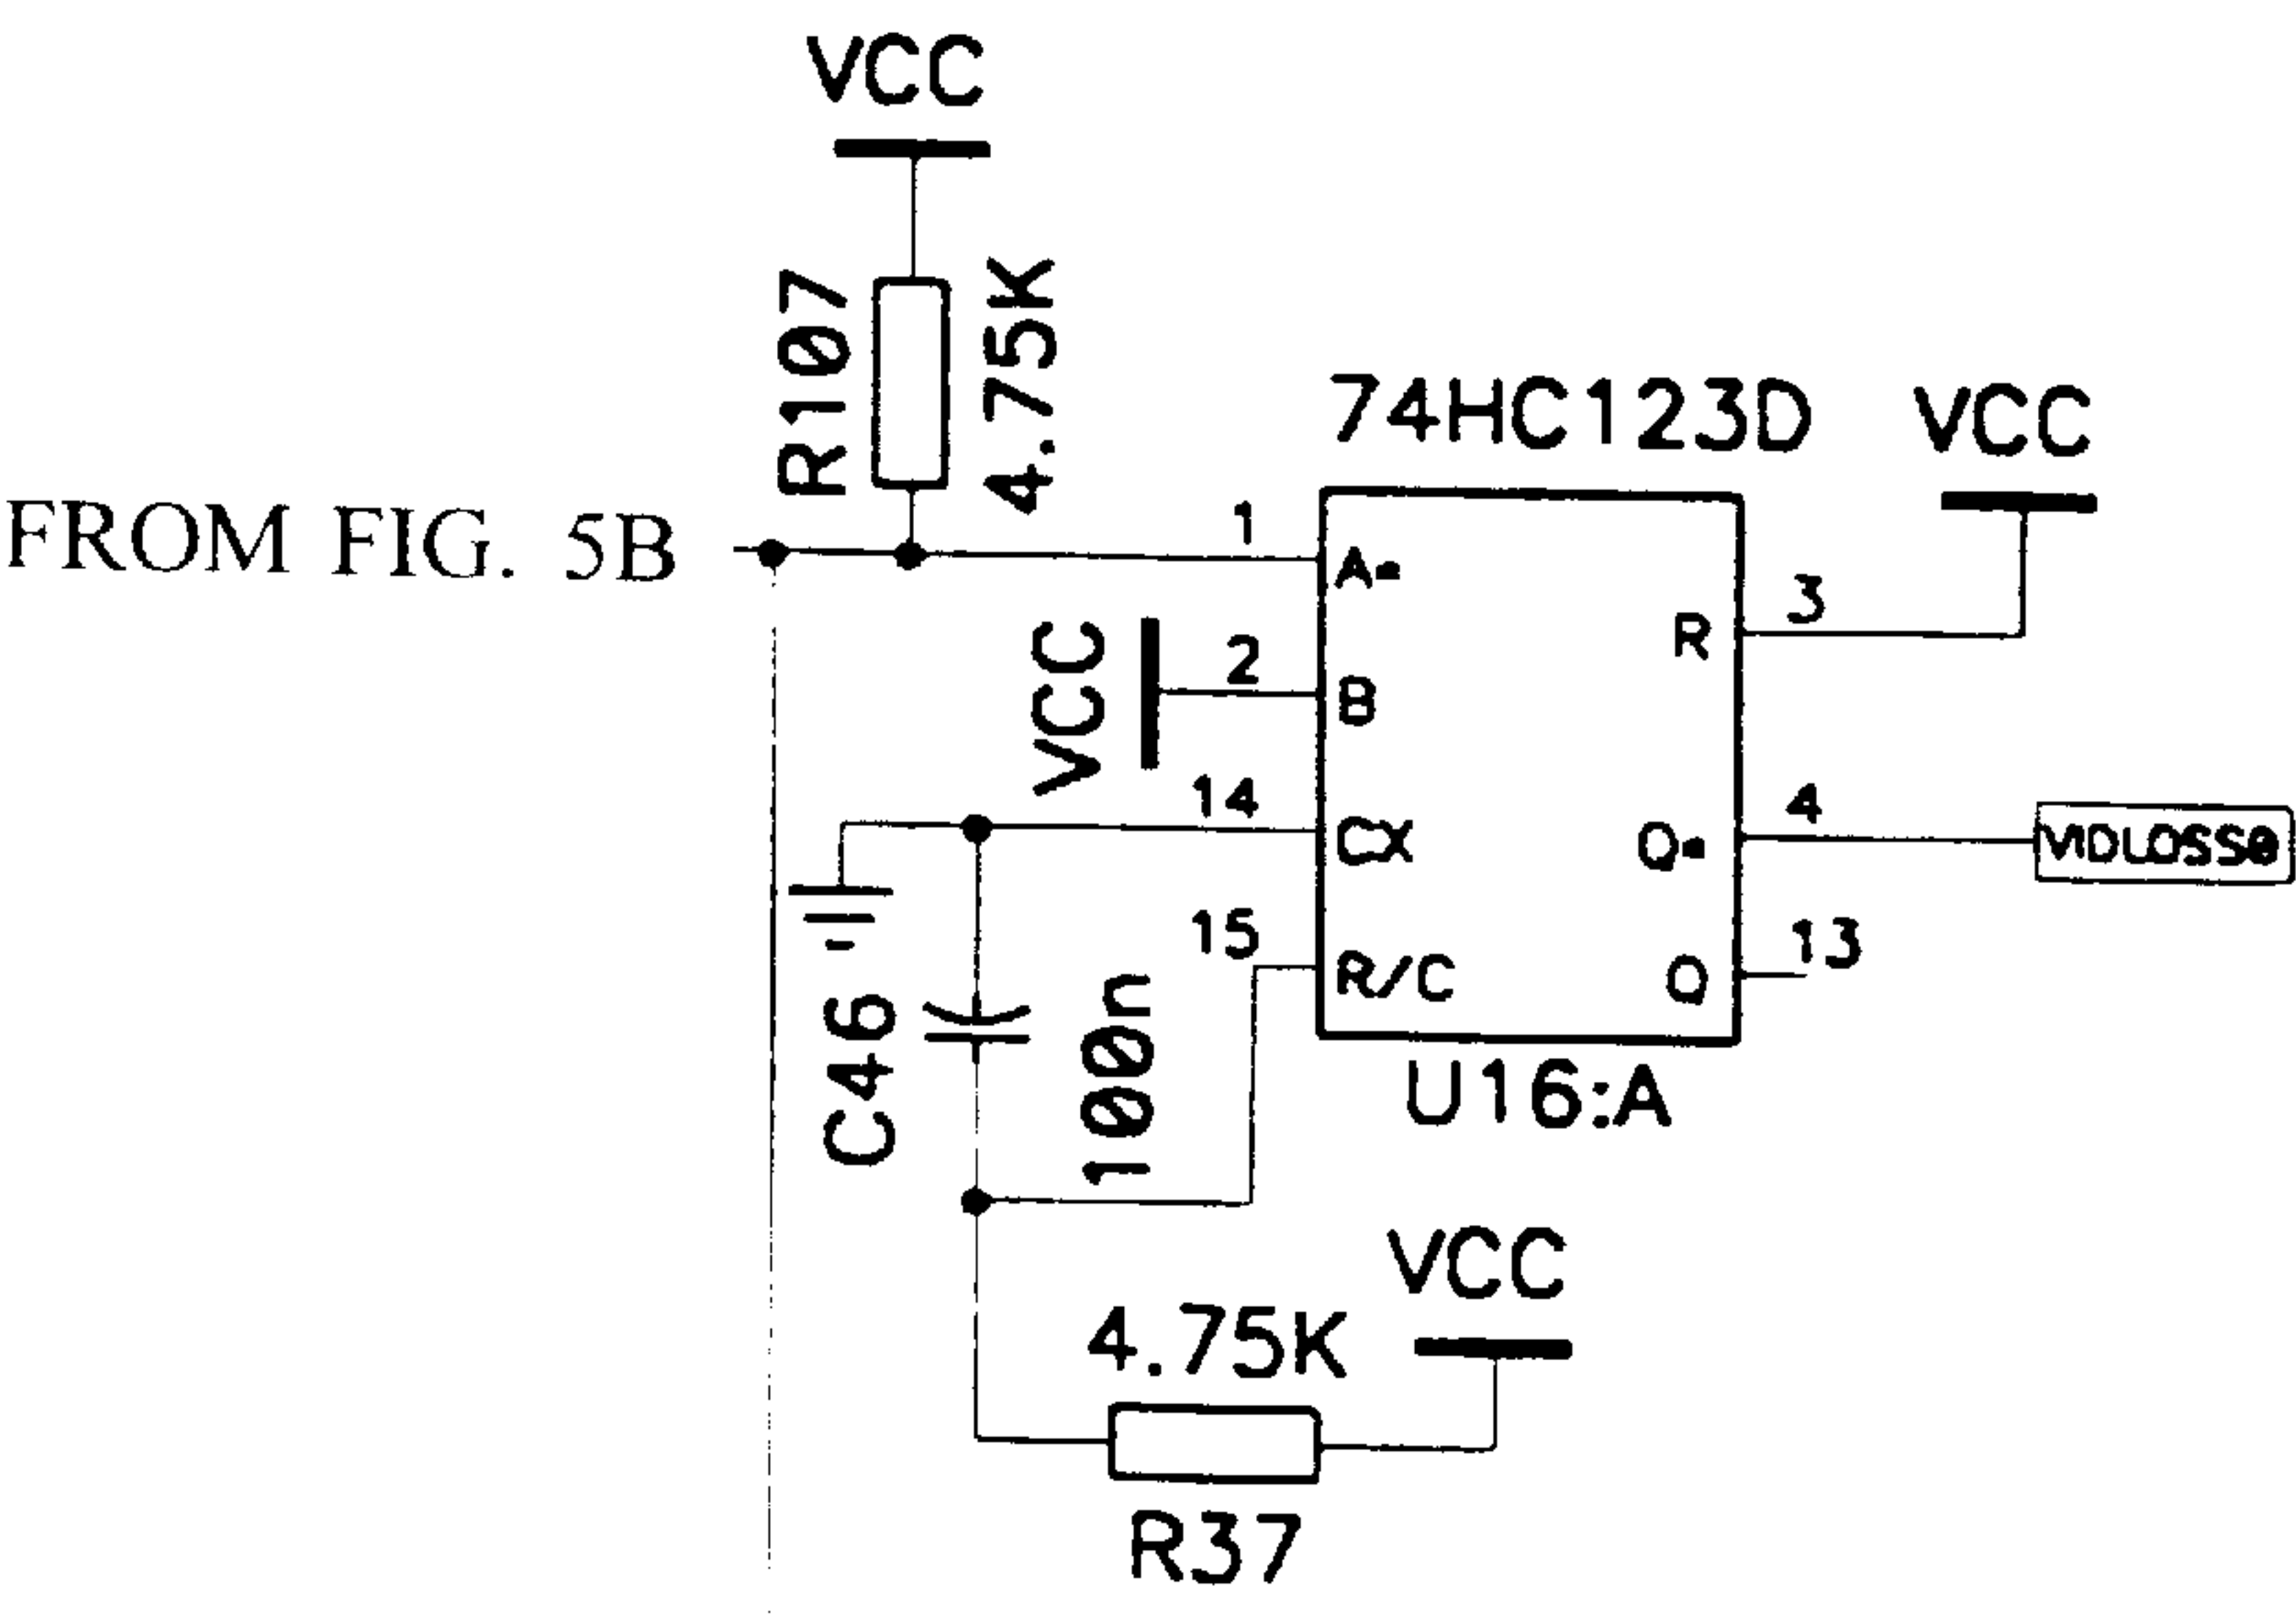 VCC
R107
4.75K
74HC123D
VCC
FROM FIG. 5B
1
A
3
R
VCC
2
B
14
CX
4
Q
15
R/C
13
Q
C46
100n
U16:A
VCC
4.75K
R37